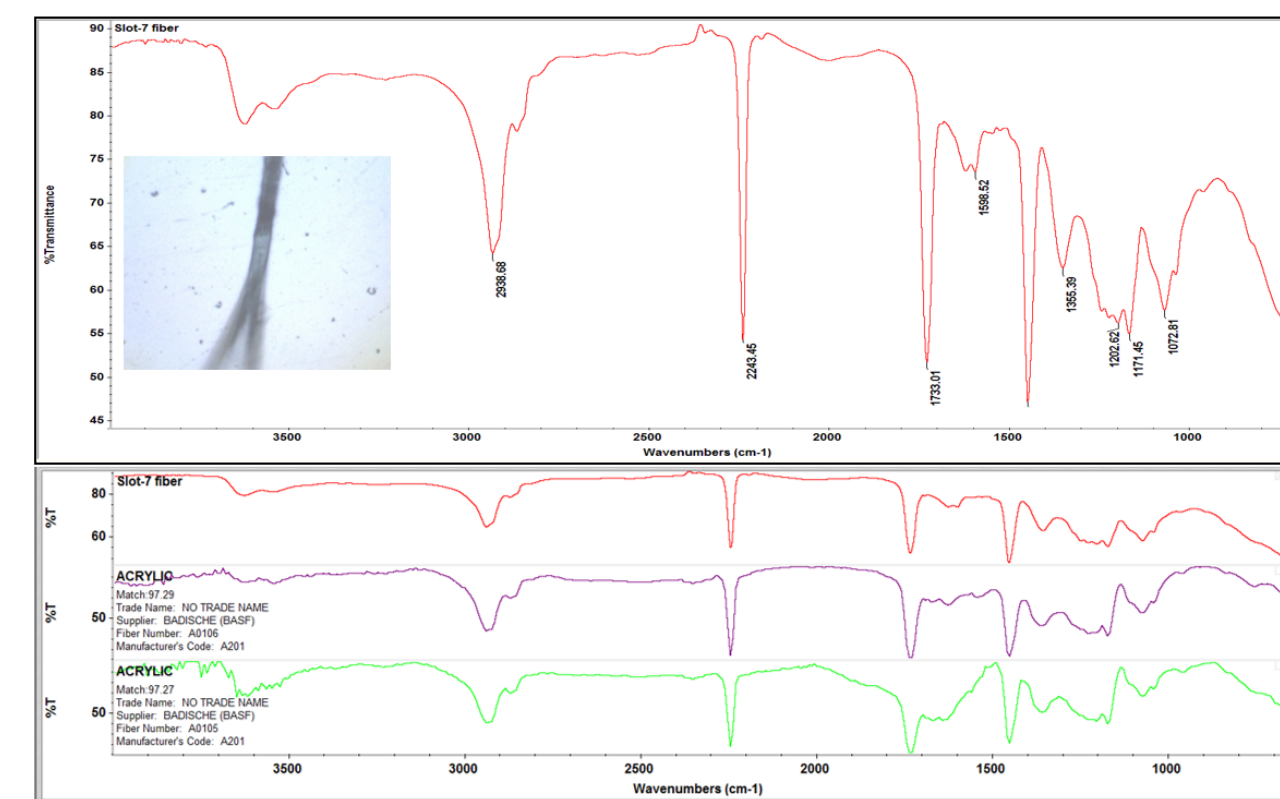 Slot-7 fiber
90
85
80
75
70
65
60
55
50
45
%Transmittance
2938.68
2243.45
1733.01
1598.52
1355.39
1202.62
1171.45
1072.81
3500 3000 2500 2000 1500 1000
Wavenumbers (cm-1)
Slot-7 fiber
%T
80
60
ACRYLIC
Match:97.29
Trade Name: NO TRADE NAME
Supplier: BADISCHE (BASF)
Fiber Number: A0106
Manufacturer's Code: A201
%T
50
ACRYLIC
Match:97.27
Trade Name: NO TRADE NAME
Supplier: BADISCHE (BASF)
Fiber Number: A0105
Manufacturer's Code: A201
%T
50
3500 3000 2500 2000 1500 1000
Wavenumbers (cm-1)